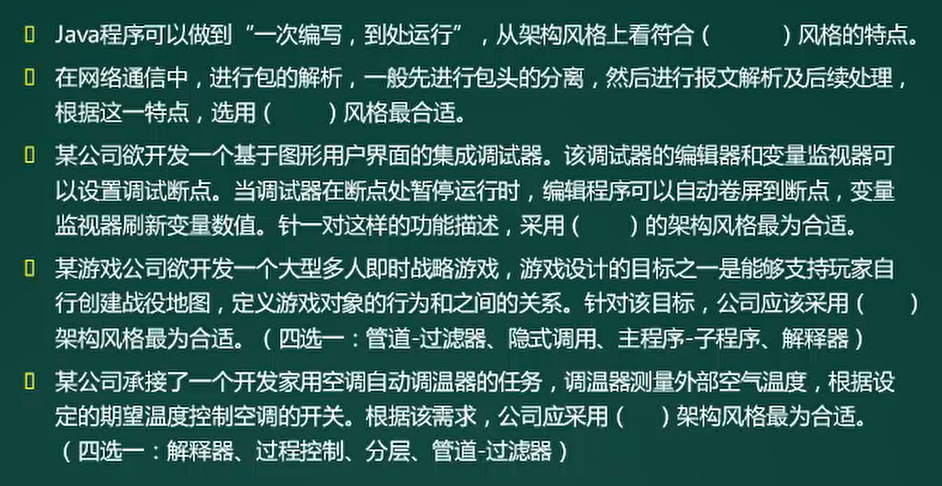 Java程序可以做到“一次编写，到处运行”，从架构风格上看符合（　　）风格的特点。
在网络通信中，进行包的解析，一般先进行包头的分离，然后进行报文解析及后续处理，
根据这一特点，选用（　　）风格最合适。
某公司欲开发一个基于图形用户界面的集成调试器。该调试器的编辑器和变量监视器可
以设置调试断点。当调试器在断点处暂停运行时，编辑程序可以自动卷屏到断点，变量
监视器刷新变量数值。针一对这样的功能描述，采用（　　）的架构风格最为合适。
某游戏公司欲开发一个大型多人即时战略游戏，游戏设计的目标之一是能够支持玩家自
行创建战役地图，定义游戏对象的行为和之间的关系。针对该目标，公司应该采用（　　）
架构风格最为合适。（四选一：管道-过滤器、隐式调用、主程序-子程序、解释器）
某公司承接了一个开发家用空调自动调温器的任务，调温器测量外部空气温度，根据设
定的期望温度控制空调的开关。根据该需求，公司应采用（　　）架构风格最为合适。
（四选一：解释器、过程控制、分层、管道-过滤器）